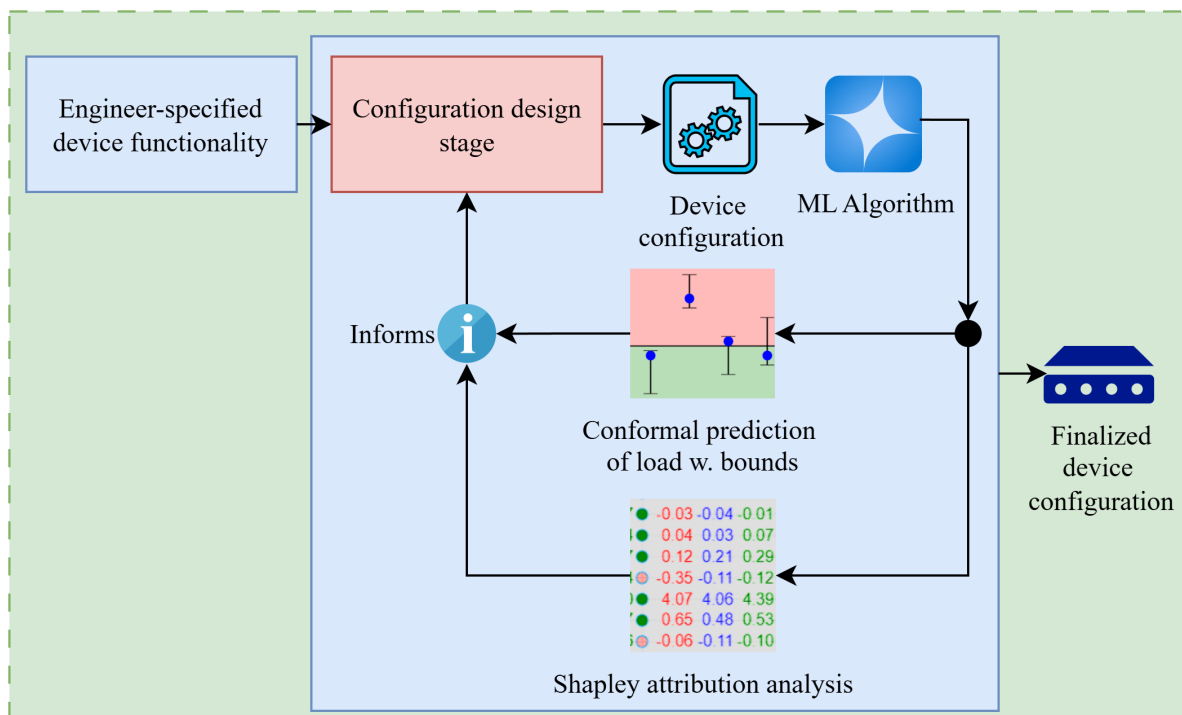 Engineer-specified
device functionality
Configuration design
stage
Device
configuration
ML Algorithm
Informs
i
Conformal prediction
of load w. bounds
Finalized
device
configuration
-0.03 -0.04 -0.01
0.04 0.03 0.07
0.12 0.21 0.29
-0.35 -0.11 -0.12
4.07 4.06 4.39
0.65 0.48 0.53
-0.06 -0.11 -0.10
Shapley attribution analysis